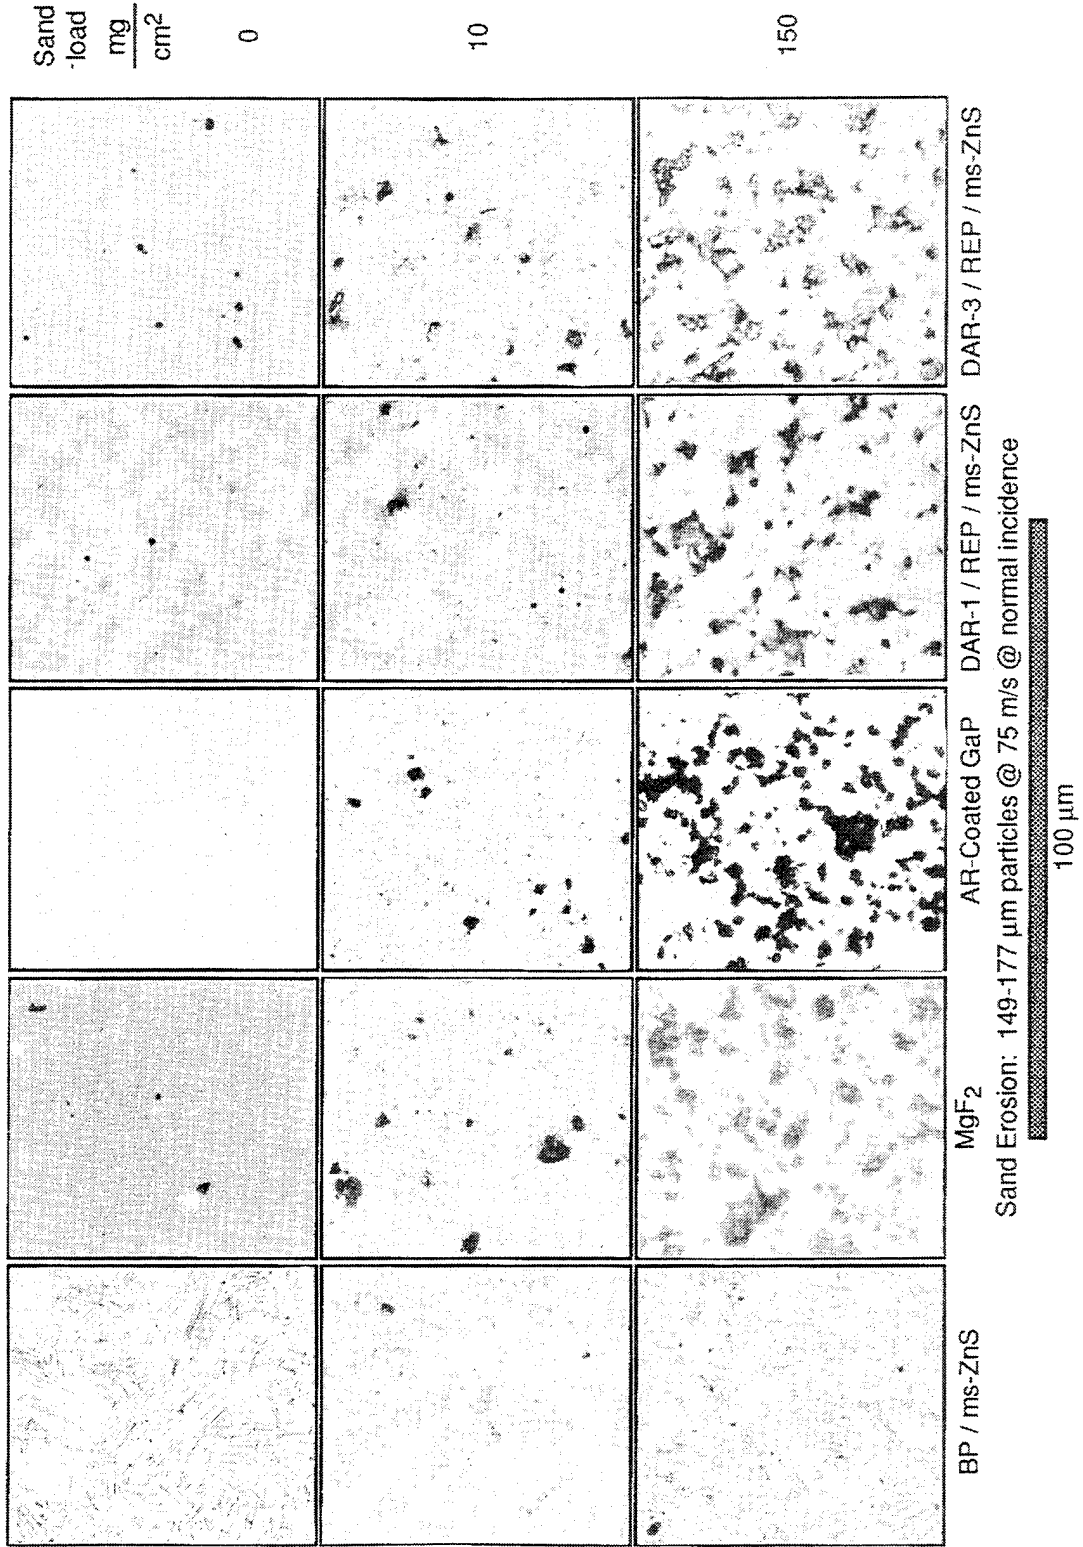 Sand
-load
mg
cm2
0
10
150
BP / ms-ZnS
MgF2
AR-Coated GaP
DAR-1 / REP / ms-ZnS
DAR-3 / REP / ms-ZnS
Sand Erosion: 149-177 µm particles @ 75 m/s @ normal incidence
100 µm